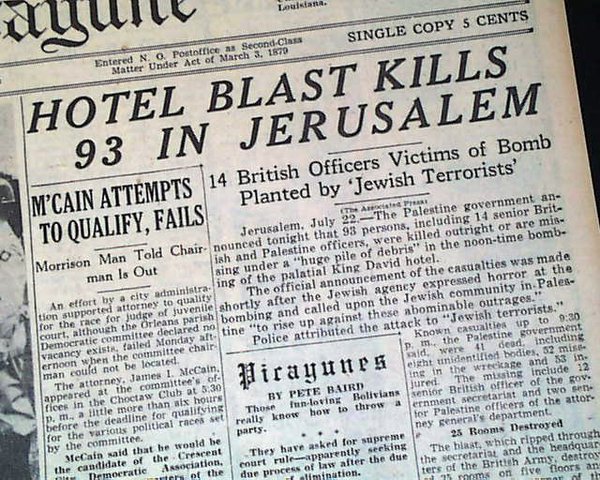 ayune
Louisiana.
Entered N. O. Postoffice as Second-Class
Matter Under Act of March 3, 1879
SINGLE COPY 5 CENTS
HOTEL BLAST KILLS
93 IN JERUSALEM
M'CAIN ATTEMPTS
TO QUALIFY, FAILS
Morrison Man Told Chair-
man Is Out
An effort by a city administra-
tion supported attorney to qualify
for the race for judge of juvenile
court, although the Orleans parish
Democratic committee declared no
vacancy exists, failed Monday aft-
ernoon when the committee chair-
man could not be located.
The attorney, James I. McCain,
appeared at the committee's of-
fices in the Choctaw Club at 5:30
p. m., a little more than six hours
before the deadline for qualifying
for the various political races set
by the committee.
McCain said that he would be
the candidate of the Crescent
City Democratic Association,
14 British Officers Victims of Bomb
Planted by 'Jewish Terrorists'
(The Associated Press)
Jerusalem, July 22.—The Palestine government an-
nounced tonight that 93 persons, including 14 senior Brit-
ish and Palestine officers, were killed outright or are mis-
sing under a "huge pile of debris" in the noon-time bomb-
ing of the palatial King David hotel.
The official announcement of the casualties was made
shortly after the Jewish agency expressed horror at the
bombing and called upon the Jewish community in Pales-
tine "to rise up against these abominable outrages."
Police attributed the attack to "Jewish terrorists."
Picayunes
BY PETE BAIRD
Those fun-loving Bolivians
really know how to throw a
party.
They have asked for supreme
court rule—apparently seeking
due process of law after the due
elimination.
Known casualties up to 9:30
p. m., the Palestine government
said, were 41 dead, including
eight unidentified bodies, 52 miss-
ing in the wreckage and 53 in-
jured. The missing include 12
senior British officer of the gov-
ernment secretariat and two sen-
ior Palestine officers of the attor-
ney general's department.
25 Rooms Destroyed
The blast, which ripped through
the secretariat and the headquar-
ters of the British Army, destroy-
ed 25 rooms on five floors an